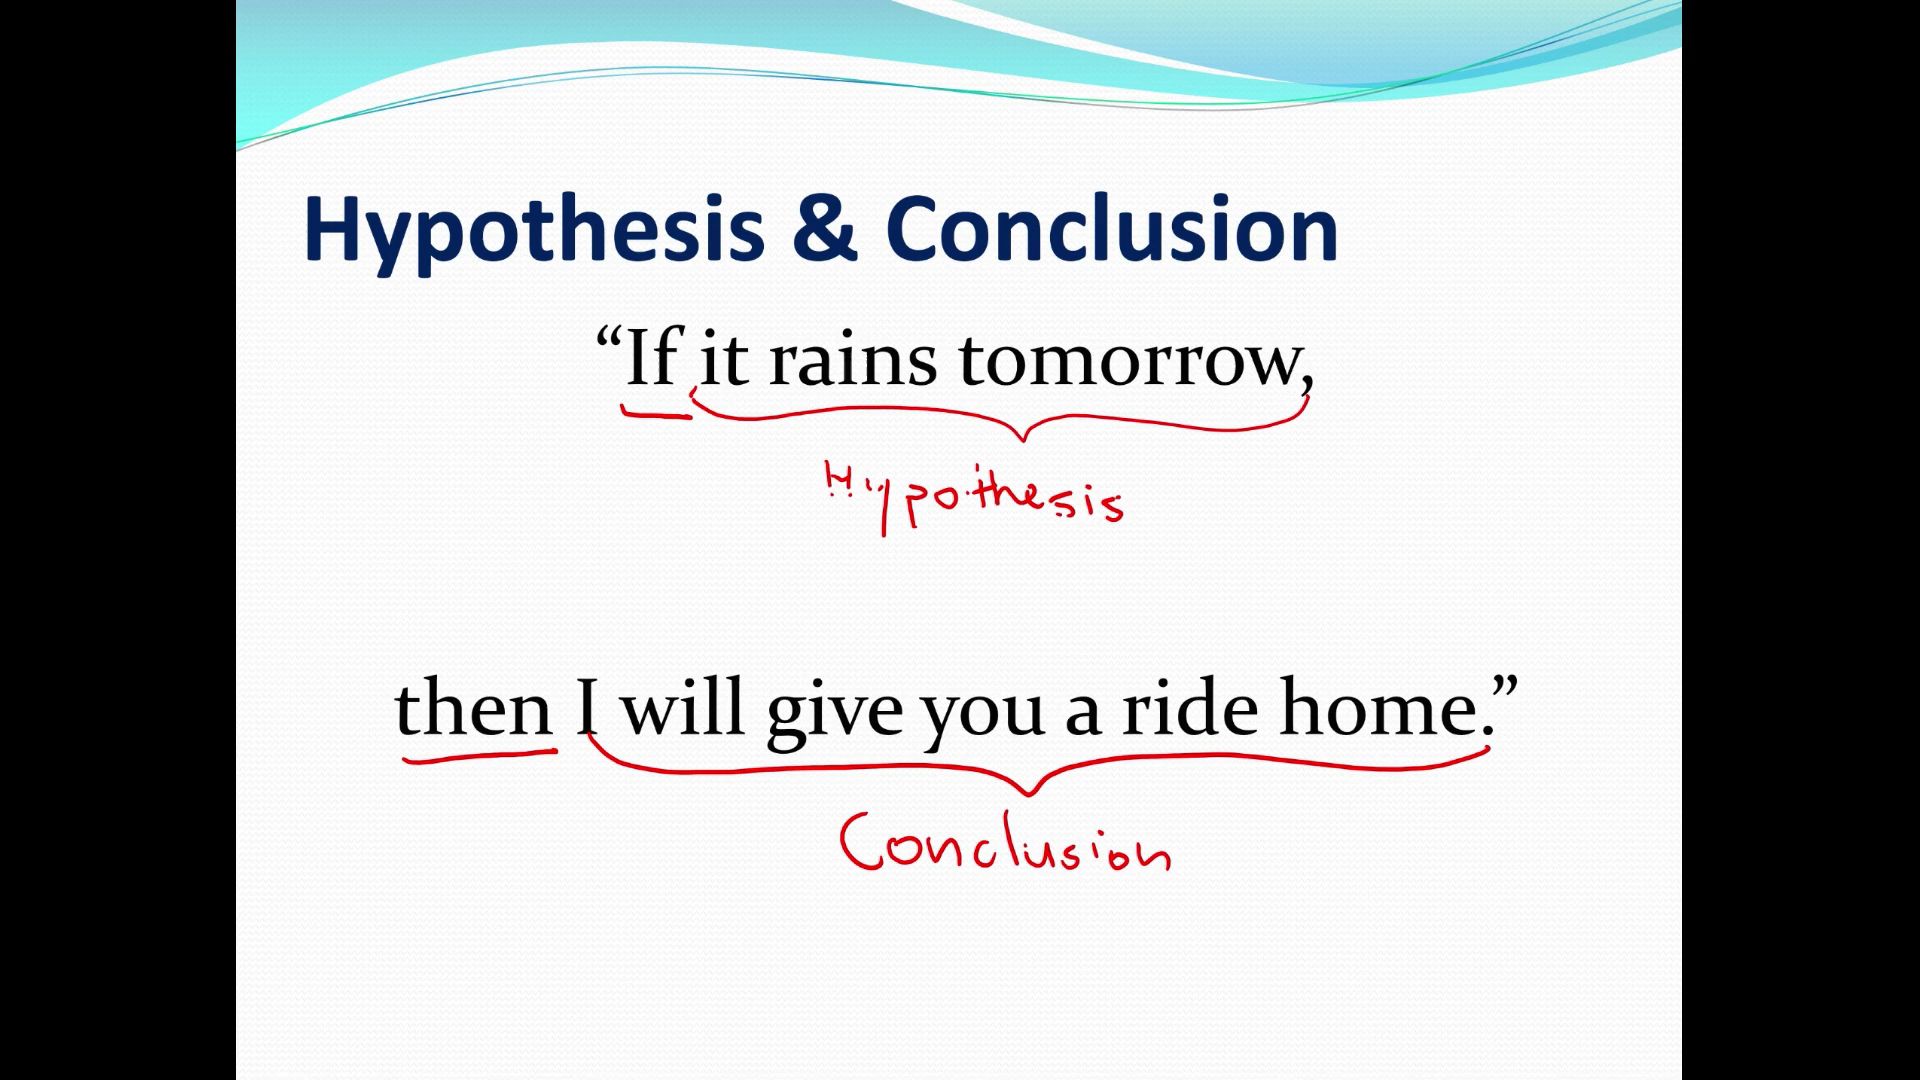 Hypothesis & Conclusion
“If it rains tomorrow,
Hypothesis
then I will give you a ride home.”
Conclusion